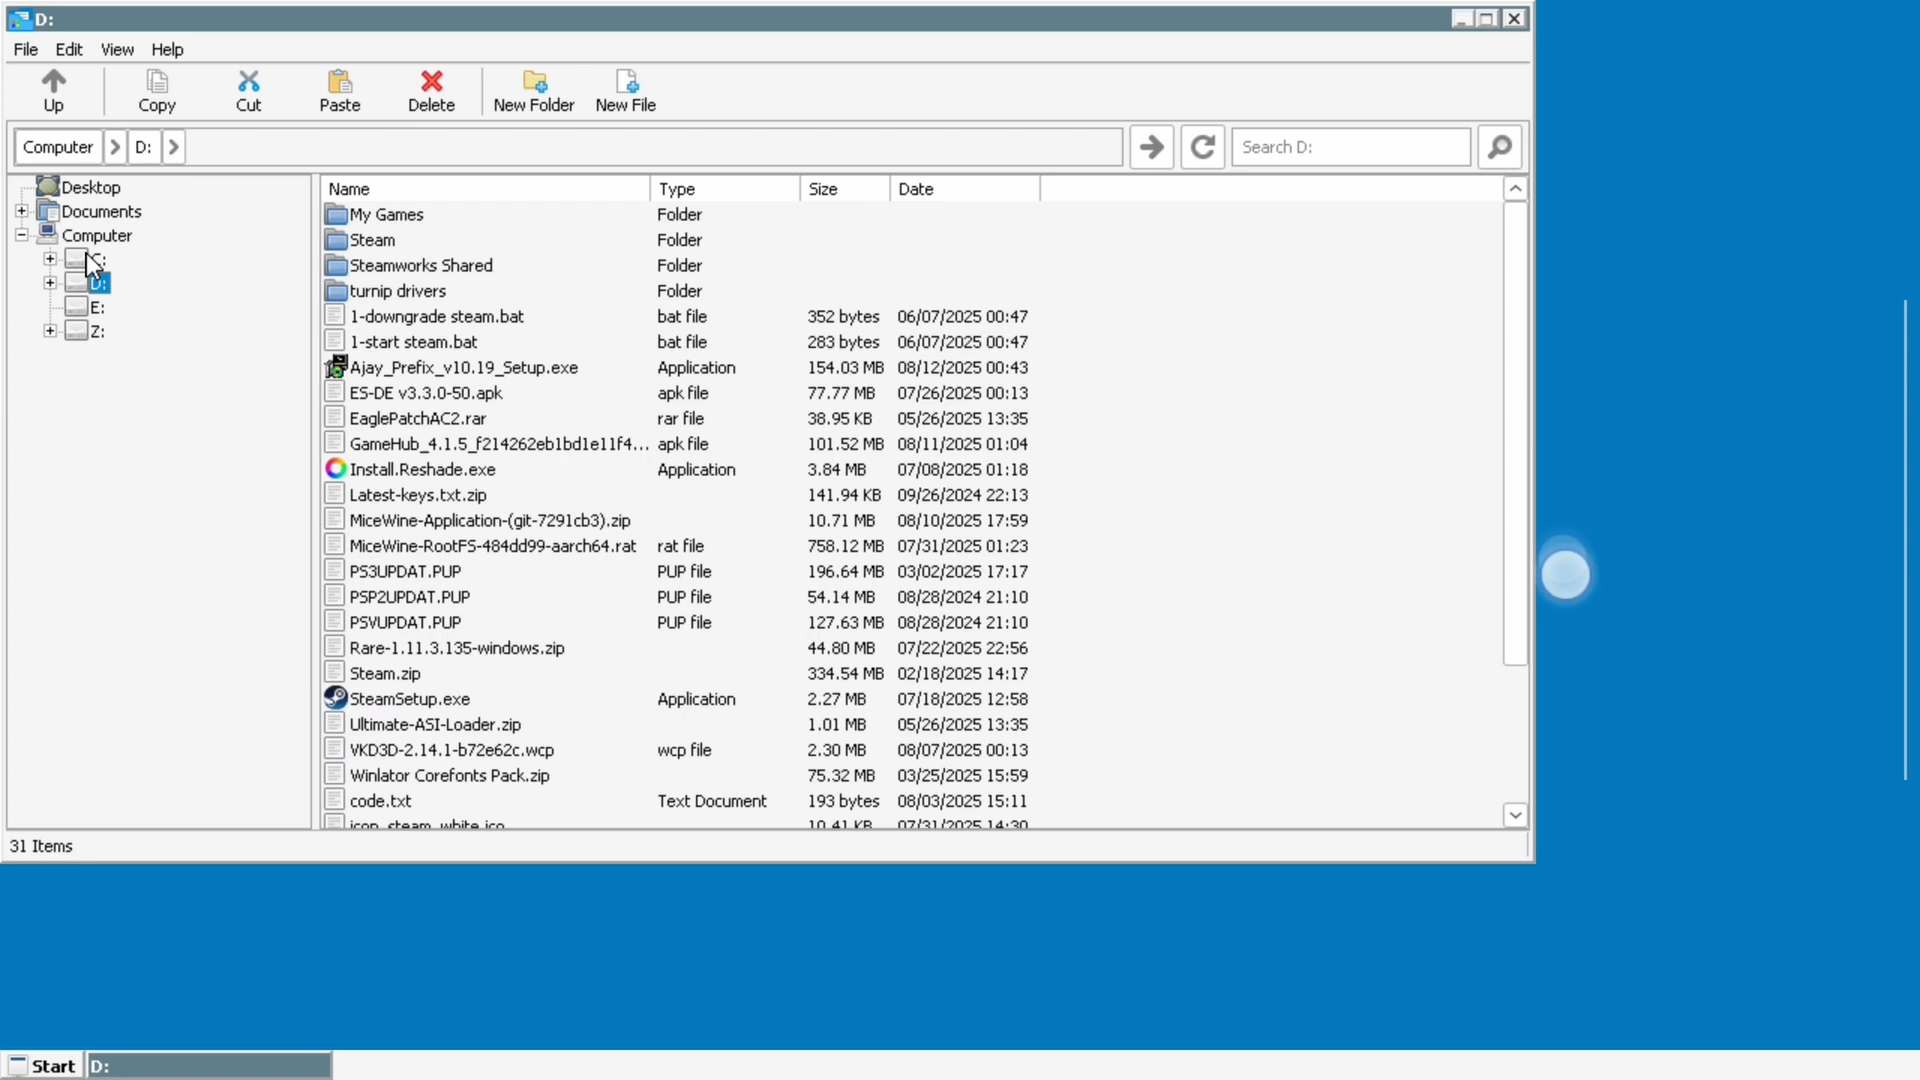 D:
File Edit View Help
Up Copy Cut Paste Delete New Folder New File
Computer D: Search D:
Desktop
Documents
Computer
C:
D:
E:
Z:
Name Type Size Date
My Games Folder
Steam Folder
Steamworks Shared Folder
turnip drivers Folder
1-downgrade steam.bat bat file 352 bytes 06/07/2025 00:47
1-start steam.bat bat file 283 bytes 06/07/2025 00:47
Ajay_Prefix_v10.19_Setup.exe Application 154.03 MB 08/12/2025 00:43
ES-DE v3.3.0-50.apk apk file 77.77 MB 07/26/2025 00:13
EaglePatchAC2.rar rar file 38.95 KB 05/26/2025 13:35
GameHub_4.1.5_f214262eb1bd1e11f4... apk file 101.52 MB 08/11/2025 01:04
Install.Reshade.exe Application 3.84 MB 07/08/2025 01:18
Latest-keys.txt.zip 141.94 KB 09/26/2024 22:13
MiceWine-Application-(git-7291cb3).zip 10.71 MB 08/10/2025 17:59
MiceWine-RootFS-484dd99-aarch64.rat rat file 758.12 MB 07/31/2025 01:23
PS3UPDAT.PUP PUP file 196.64 MB 03/02/2025 17:17
PSP2UPDAT.PUP PUP file 54.14 MB 08/28/2024 21:10
PSVUPDAT.PUP PUP file 127.63 MB 08/28/2024 21:10
Rare-1.11.3.135-windows.zip 44.80 MB 07/22/2025 22:56
Steam.zip 334.54 MB 02/18/2025 14:17
SteamSetup.exe Application 2.27 MB 07/18/2025 12:58
Ultimate-ASI-Loader.zip 1.01 MB 05/26/2025 13:35
VKD3D-2.14.1-b72e62c.wcp wcp file 2.30 MB 08/07/2025 00:13
Winlator Corefonts Pack.zip 75.32 MB 03/25/2025 15:59
code.txt Text Document 193 bytes 08/03/2025 15:11
icon_steam_white.ico 10.41 KB 07/31/2025 14:30
31 Items
Start D: